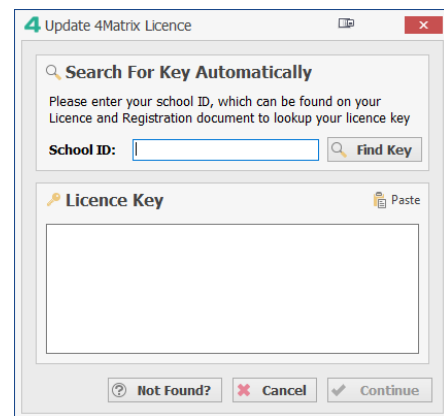 4 Update 4Matrix Licence
Search For Key Automatically
Please enter your school ID, which can be found on your
Licence and Registration document to lookup your licence key
School ID:
Find Key
Licence Key
Paste
Not Found?
Cancel
Continue